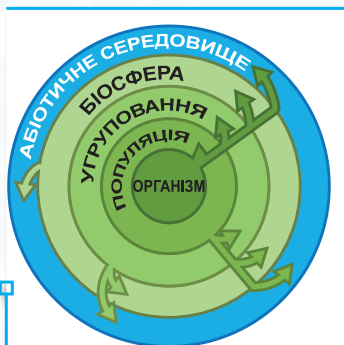 АБІОТИЧНЕ СЕРЕДОВИЩЕ
БІОСФЕРА
УГРУПОВАННЯ
ПОПУЛЯЦІЯ
ОРГАНІЗМ